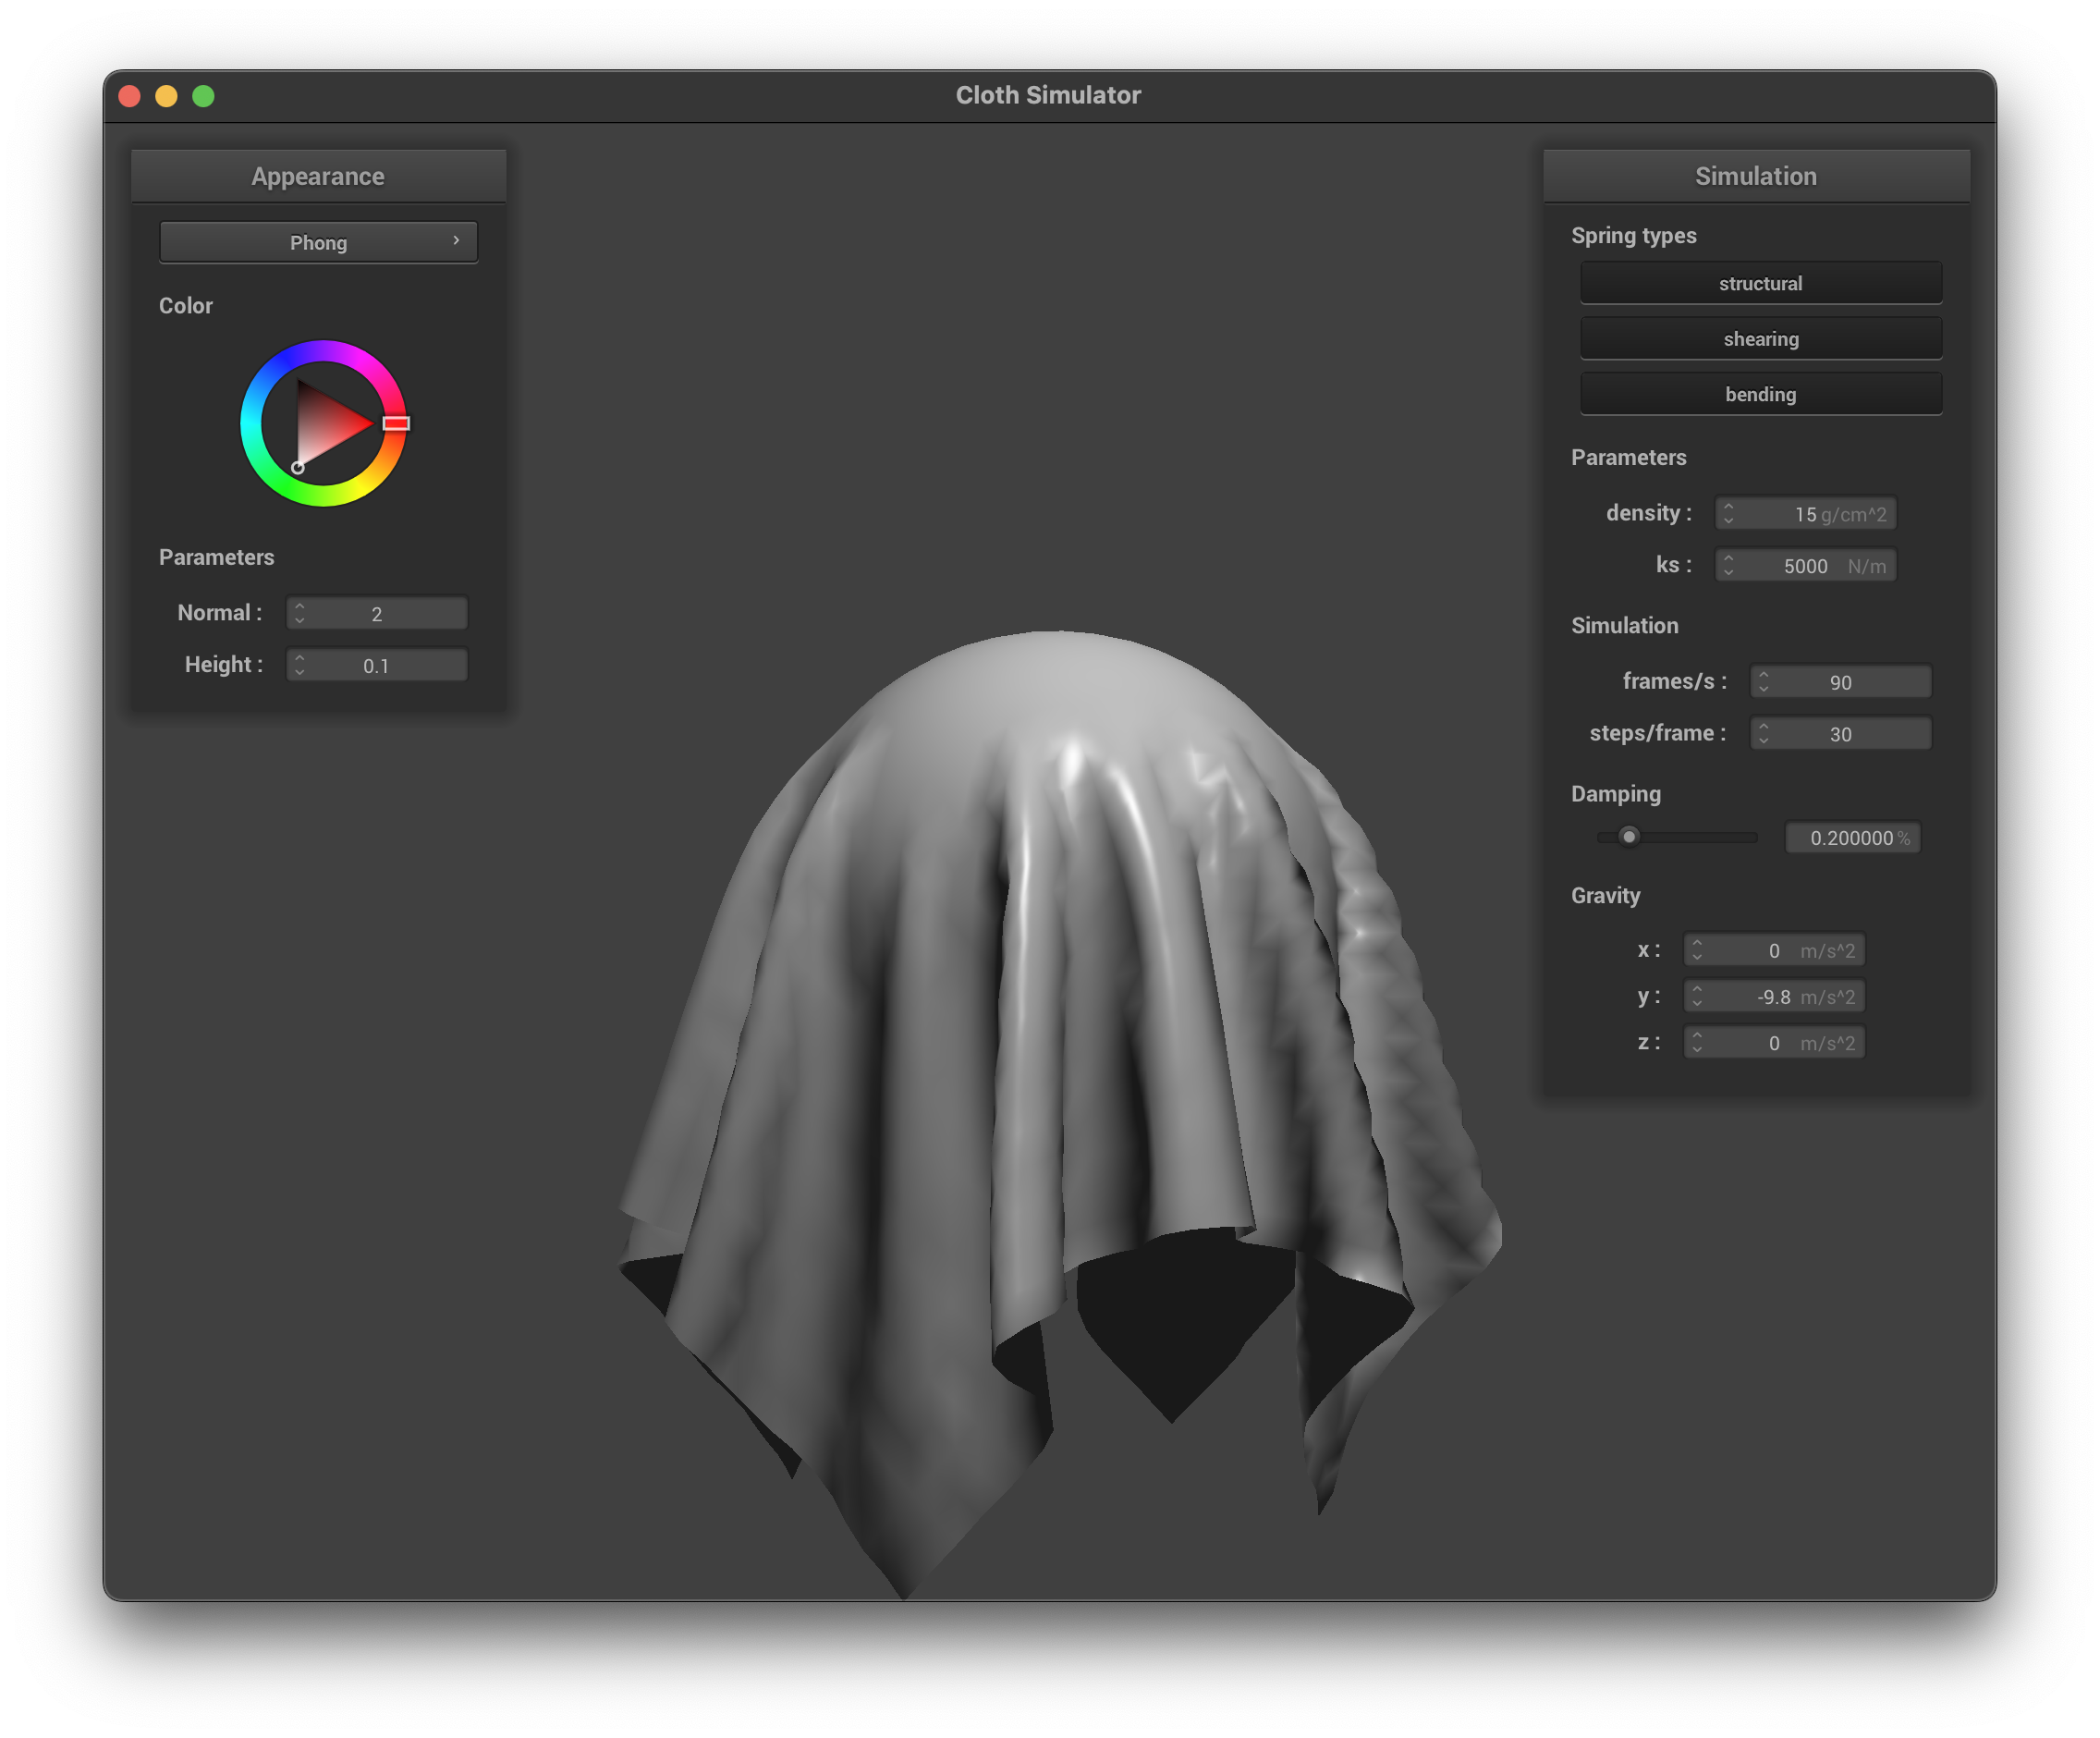 Cloth Simulator
Appearance
Phong
Color
Parameters
Normal : 2
Height : 0.1
Simulation
Spring types
structural
shearing
bending
Parameters
density : 15 g/cm^2
ks : 5000 N/m
Simulation
frames/s : 90
steps/frame : 30
Damping
0.200000 %
Gravity
x : 0 m/s^2
y : -9.8 m/s^2
z : 0 m/s^2